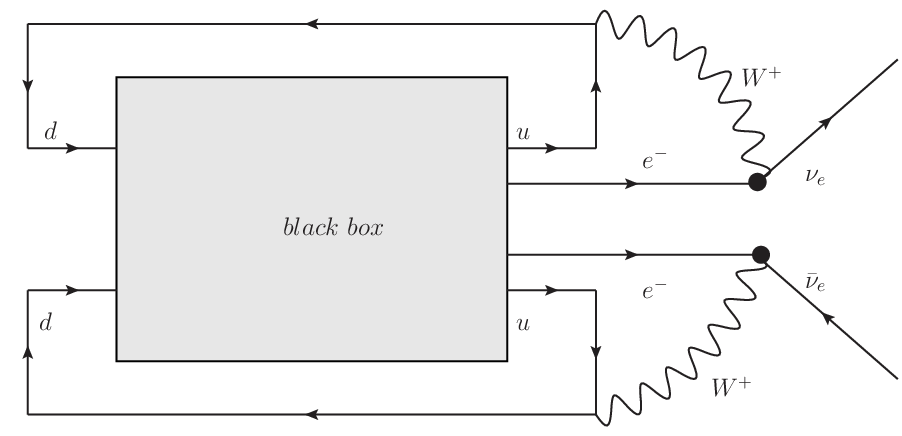 W⁺
d
u
e⁻
νₑ
black box
e⁻
ν̄ₑ
d
u
W⁺